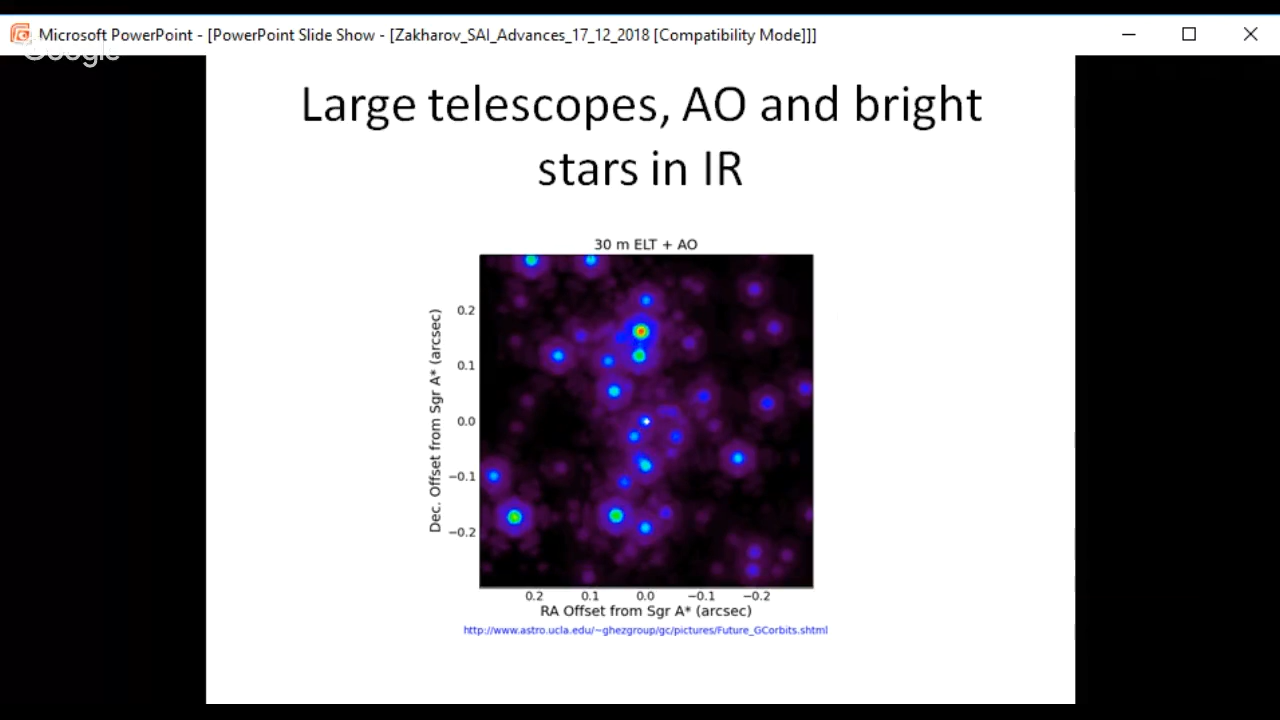 Microsoft PowerPoint - [PowerPoint Slide Show - [Zakharov_SAI_Advances_17_12_2018 [Compatibility Mode]]]
Google
Large telescopes, AO and bright
stars in IR
30 m ELT + AO
Dec. Offset from Sgr A* (arcsec)
0.2
0.1
0.0
−0.1
−0.2
0.2 0.1 0.0 −0.1 −0.2
RA Offset from Sgr A* (arcsec)
http://www.astro.ucla.edu/~ghezgroup/gc/pictures/Future_GCorbits.shtml